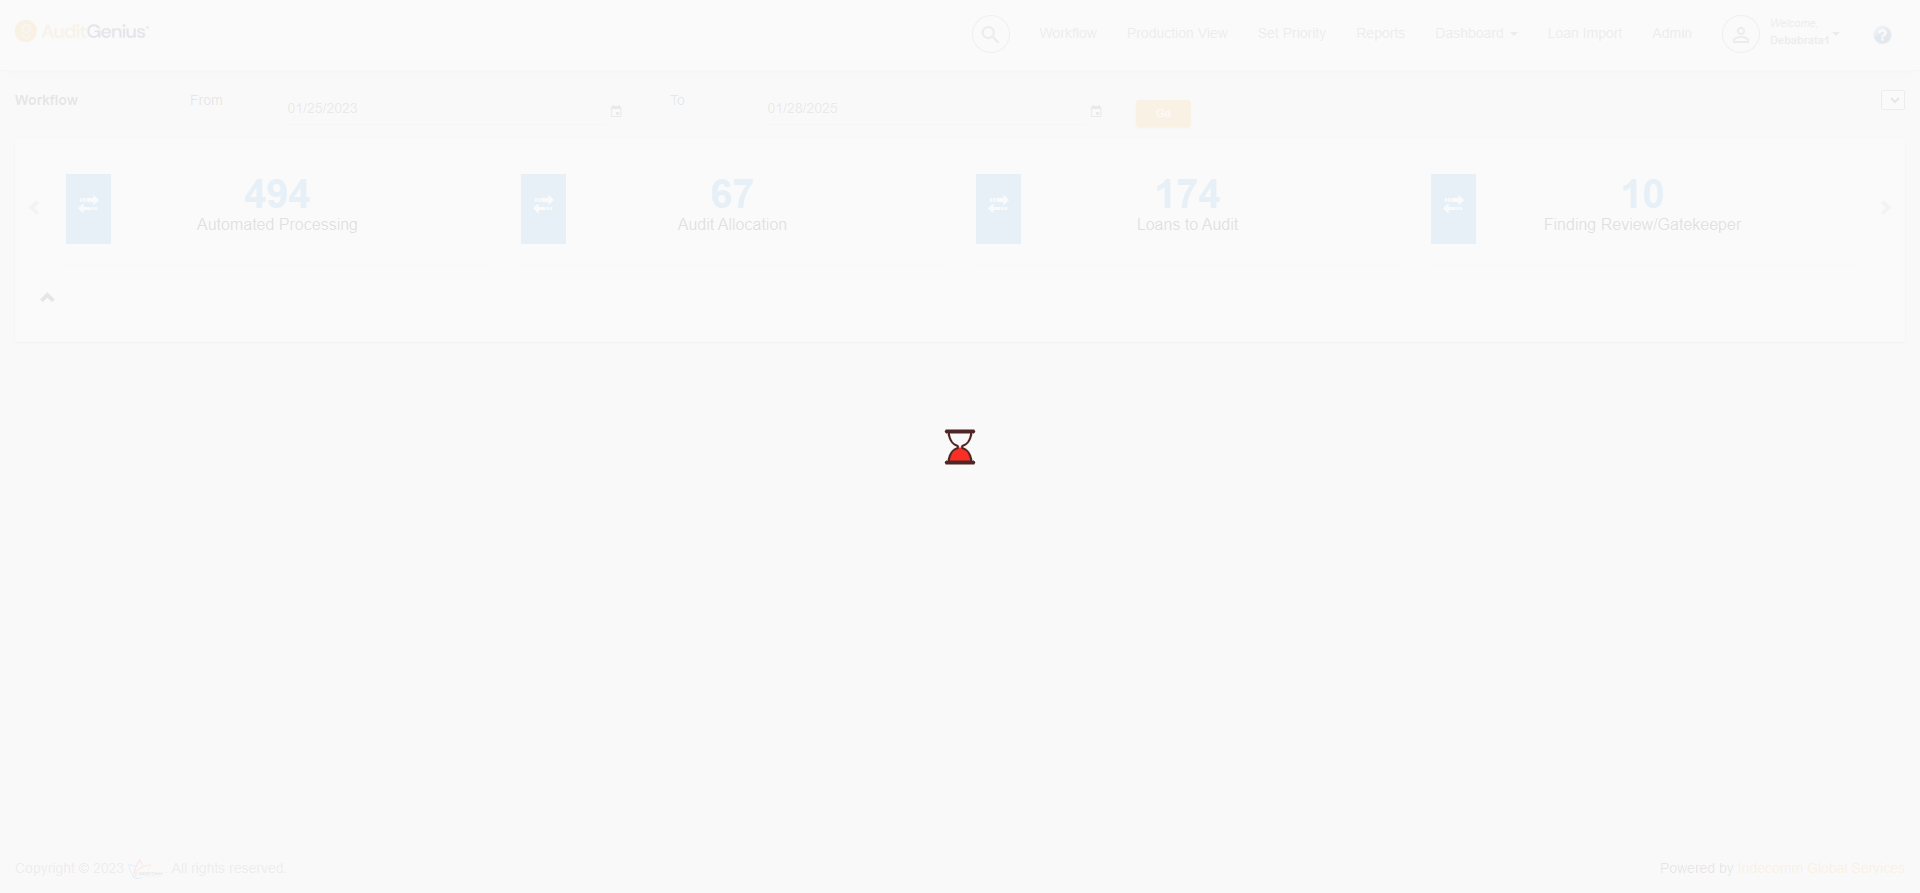 AuditGenius
Workflow Production View Set Priority Reports Dashboard Loan Import Admin
Welcome,
Debabrata1
Workflow From 01/25/2023 To 01/28/2025 Go
494 67 174 10
Automated Processing Audit Allocation Loans to Audit Finding Review/Gatekeeper
Copyright © 2023 . All rights reserved. Powered by Indecomm Global Services